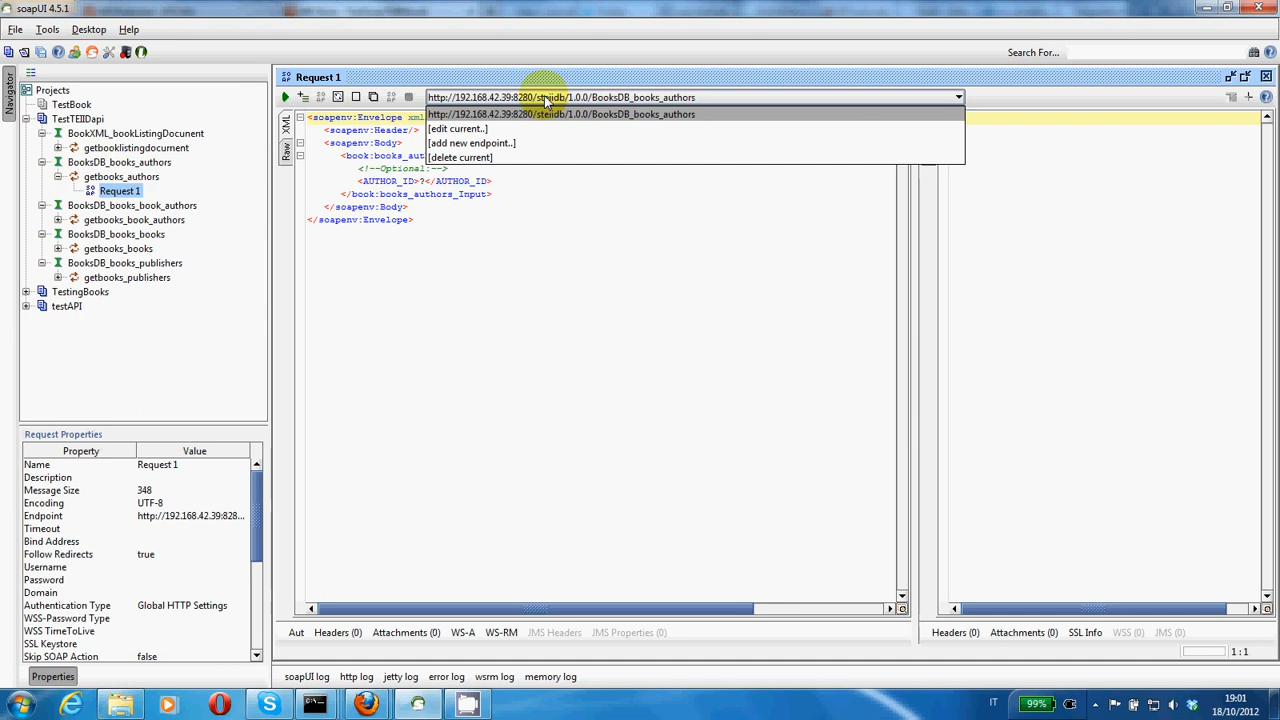 soapUI 4.5.1
File Tools Desktop Help
Search For...
Navigator
Projects
TestBook
TestTEIIDapi
BookXML_bookListingDocument
getbooklistingdocument
BooksDB_books_authors
getbooks_authors
Request 1
BooksDB_books_book_authors
getbooks_book_authors
BooksDB_books_books
getbooks_books
BooksDB_books_publishers
getbooks_publishers
TestingBooks
testAPI
Request 1
http://192.168.42.39:8280/steiidb/1.0.0/BooksDB_books_authors
http://192.168.42.39:8280/steiidb/1.0.0/BooksDB_books_authors
[edit current..]
[add new endpoint..]
[delete current]
XML
Raw
<soapenv:Envelope xml
<soapenv:Header/>
<soapenv:Body>
<book:books_aut
<!--Optional:-->
<AUTHOR_ID>?</AUTHOR_ID>
</book:books_authors_Input>
</soapenv:Body>
</soapenv:Envelope>
Request Properties
Property Value
Name Request 1
Description
Message Size 348
Encoding UTF-8
Endpoint http://192.168.42.39:828...
Timeout
Bind Address
Follow Redirects true
Username
Password
Domain
Authentication Type Global HTTP Settings
WSS-Password Type
WSS TimeToLive
SSL Keystore
Skip SOAP Action false
Properties
Aut Headers (0) Attachments (0) WS-A WS-RM JMS Headers JMS Properties (0)
Headers (0) Attachments (0) SSL Info WSS (0) JMS (0)
1 : 1
soapUI log http log jetty log error log wsrm log memory log
IT 99% 19:01
18/10/2012